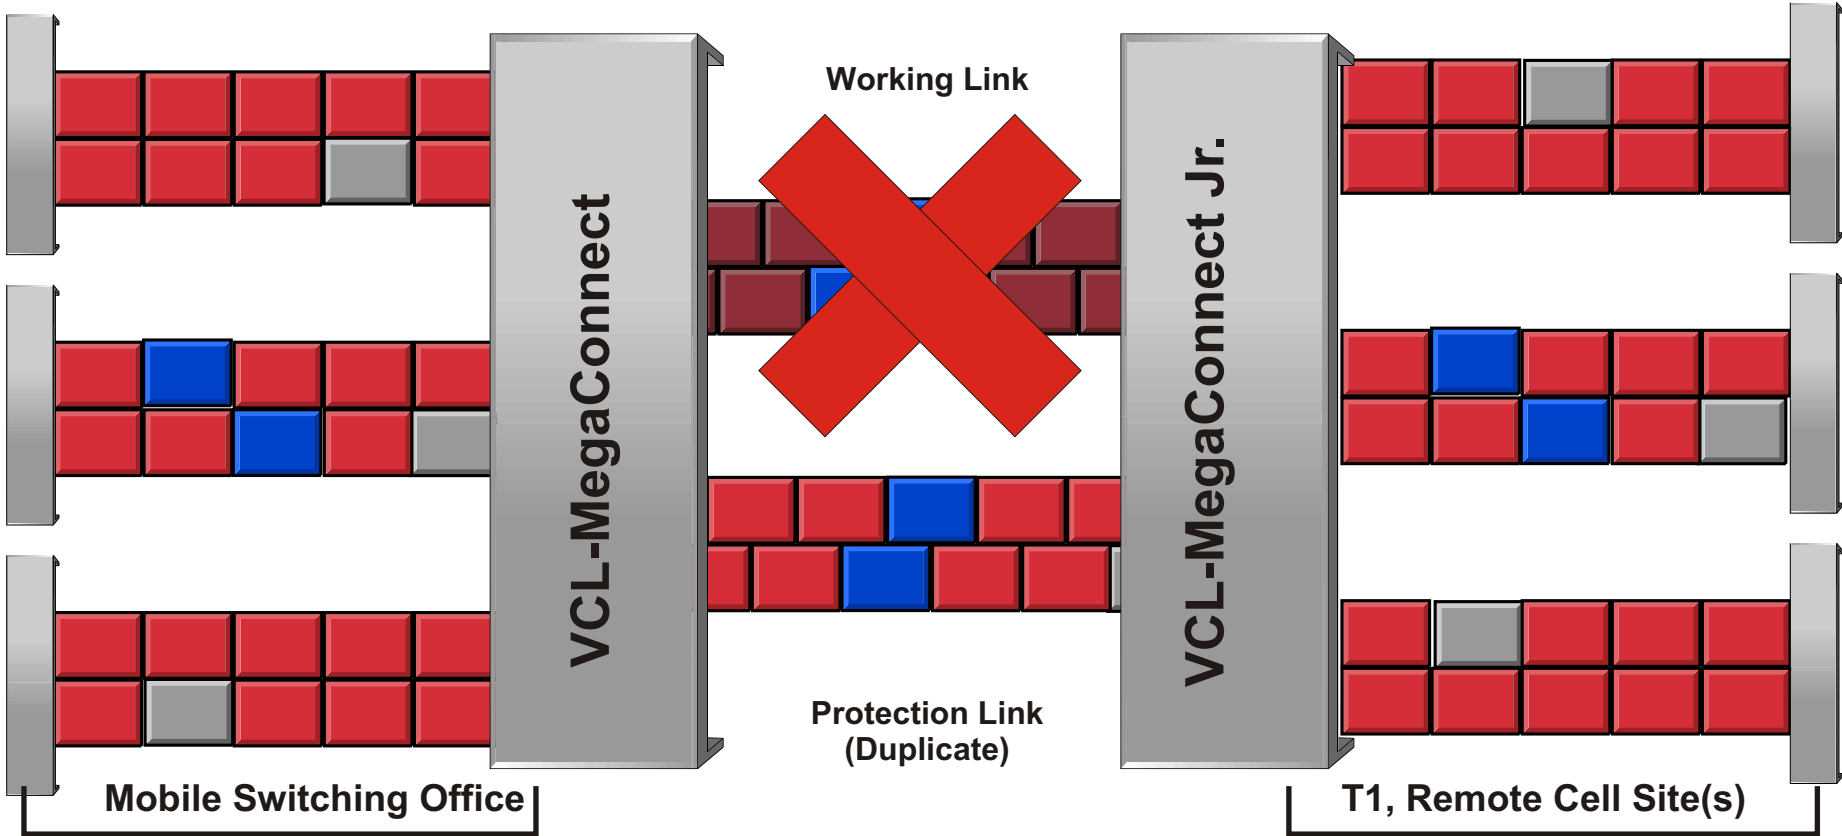 Working Link
VCL-MegaConnect
VCL-MegaConnect Jr.
Protection Link
(Duplicate)
Mobile Switching Office
T1, Remote Cell Site(s)